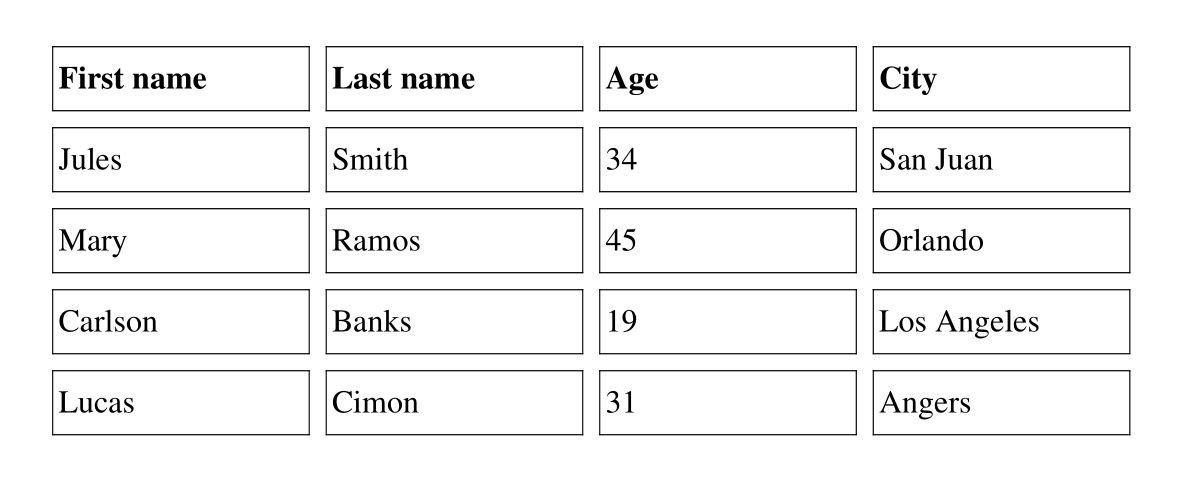 First name Last name Age City
Jules Smith 34 San Juan
Mary Ramos 45 Orlando
Carlson Banks 19 Los Angeles
Lucas Cimon 31 Angers